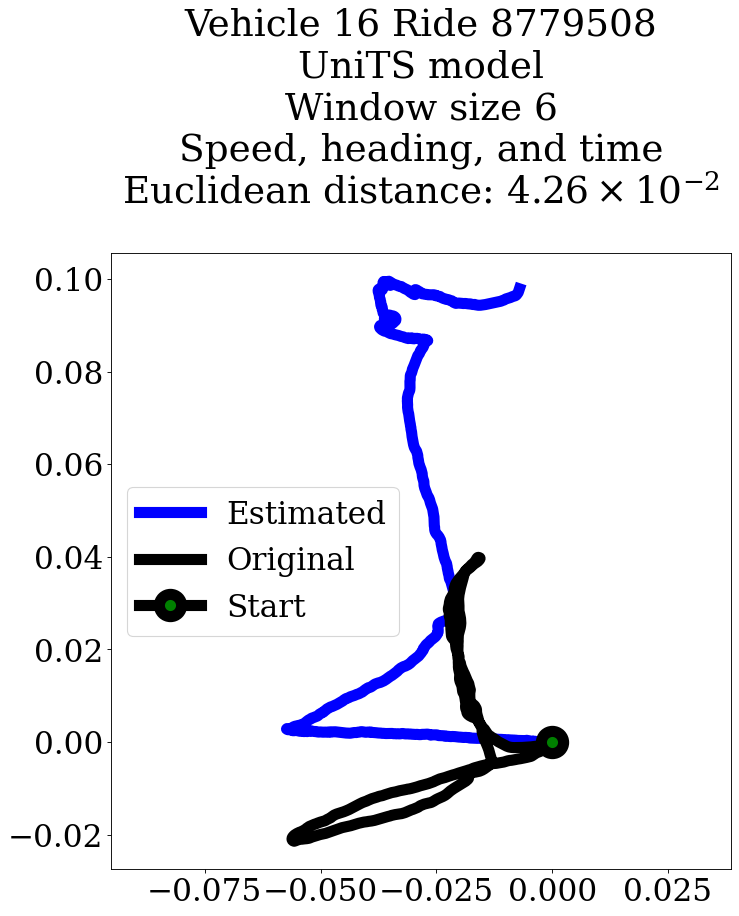 Vehicle 16 Ride 8779508
UniTS model
Window size 6
Speed, heading, and time
Euclidean distance: 4.26 × 10⁻²
0.10
0.08
0.06
0.04
0.02
0.00
−0.02
Estimated
Original
Start
−0.075 −0.050 −0.025 0.000 0.025